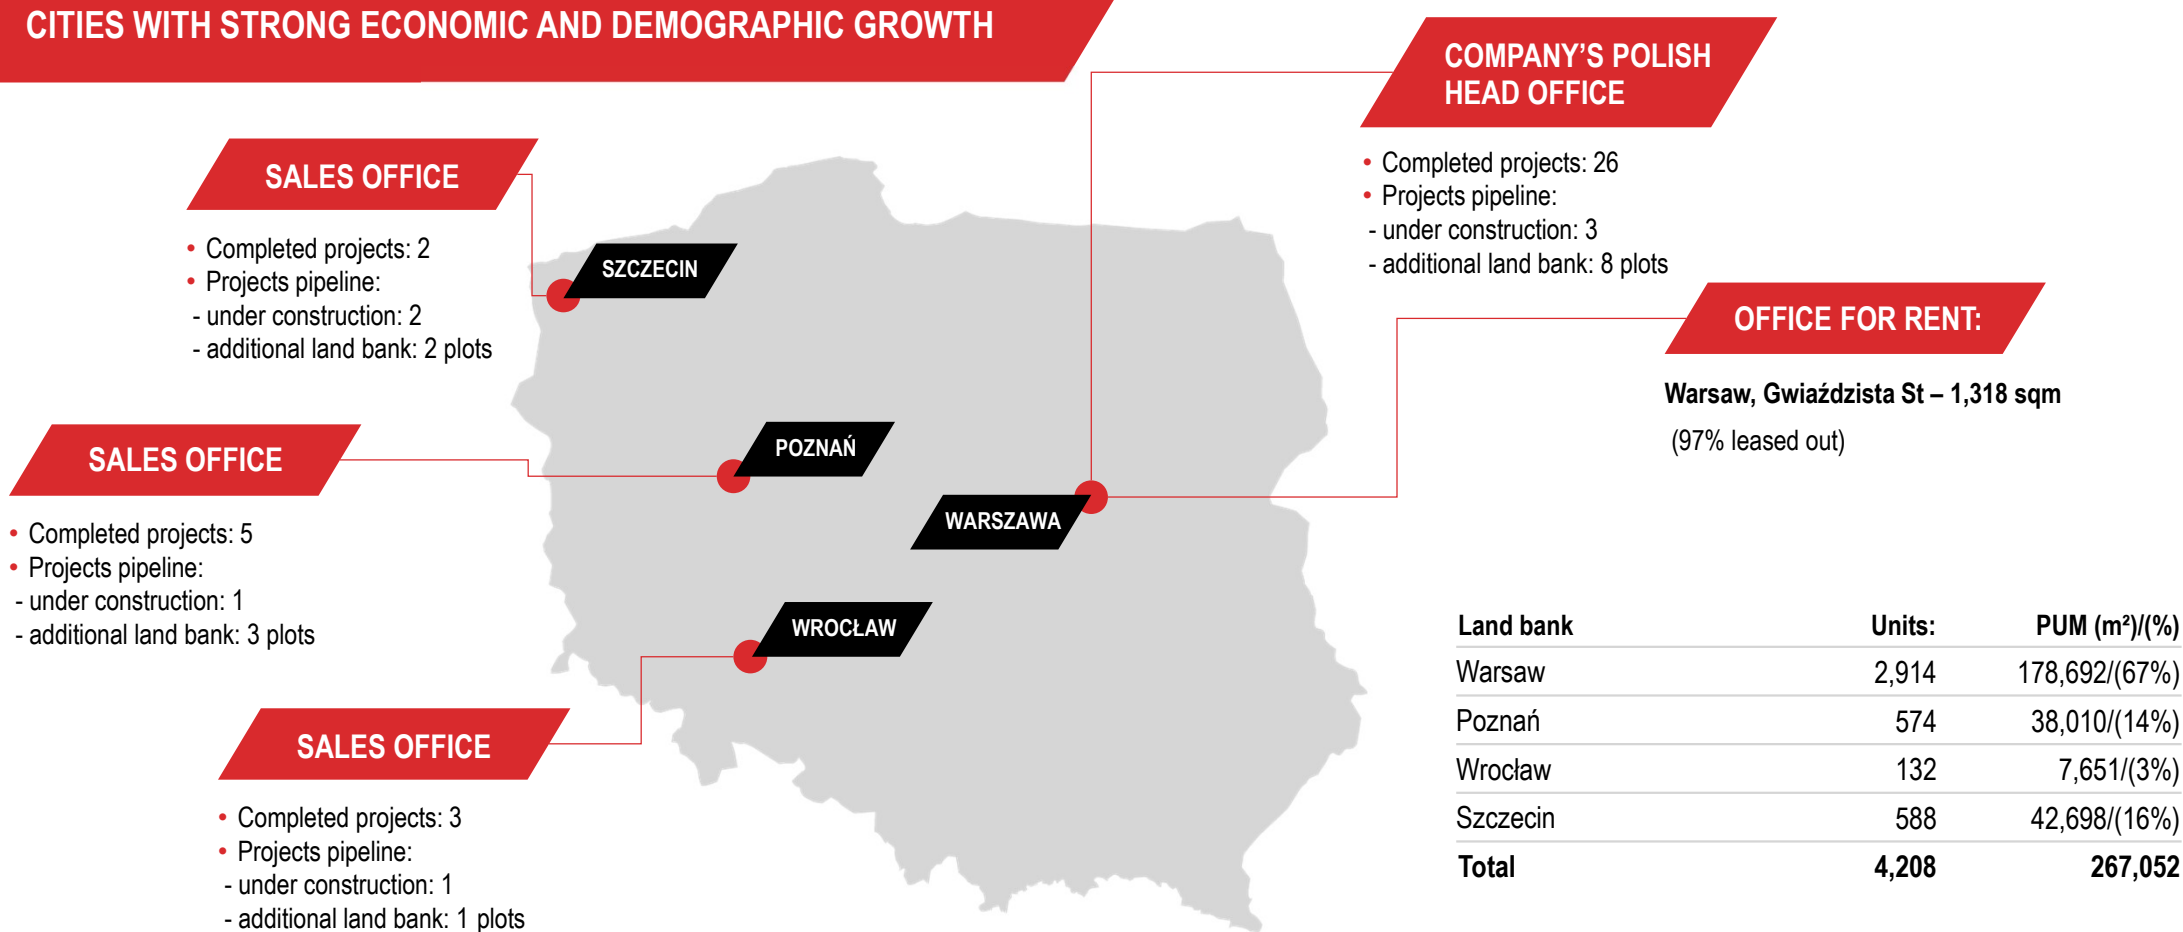 CITIES WITH STRONG ECONOMIC AND DEMOGRAPHIC GROWTH
COMPANY’S POLISH
HEAD OFFICE
• Completed projects: 26
• Projects pipeline:
- under construction: 3
- additional land bank: 8 plots
SALES OFFICE
• Completed projects: 2
• Projects pipeline:
- under construction: 2
- additional land bank: 2 plots
SZCZECIN
OFFICE FOR RENT:
Warsaw, Gwiaździsta St – 1,318 sqm
(97% leased out)
SALES OFFICE
• Completed projects: 5
• Projects pipeline:
- under construction: 1
- additional land bank: 3 plots
POZNAŃ
WARSZAWA
WROCŁAW
SALES OFFICE
• Completed projects: 3
• Projects pipeline:
- under construction: 1
- additional land bank: 1 plots
Land bank Units: PUM (m²)/(%)
Warsaw 2,914 178,692/(67%)
Poznań 574 38,010/(14%)
Wrocław 132 7,651/(3%)
Szczecin 588 42,698/(16%)
Total 4,208 267,052